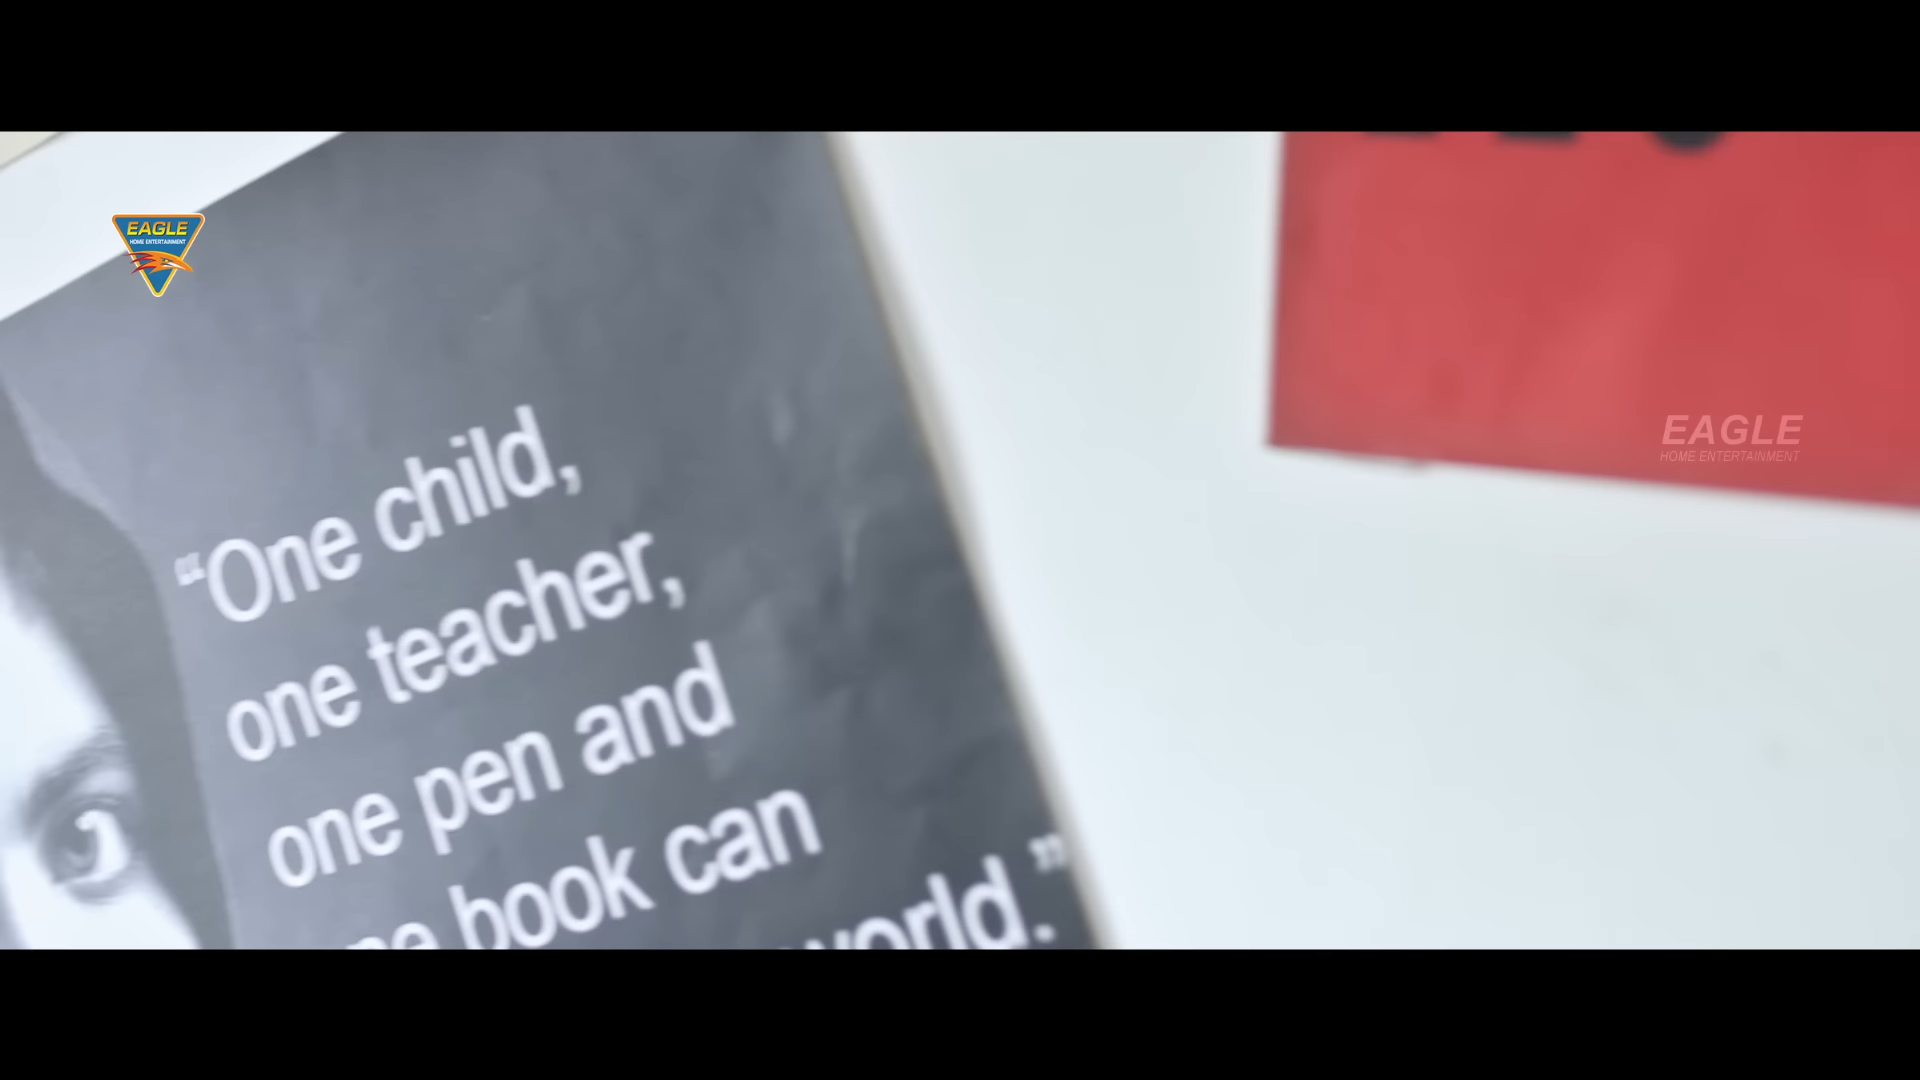 EAGLE
HOME ENTERTAINMENT
“One child,
one teacher,
one pen and
book can
world.”
EAGLE
HOME ENTERTAINMENT